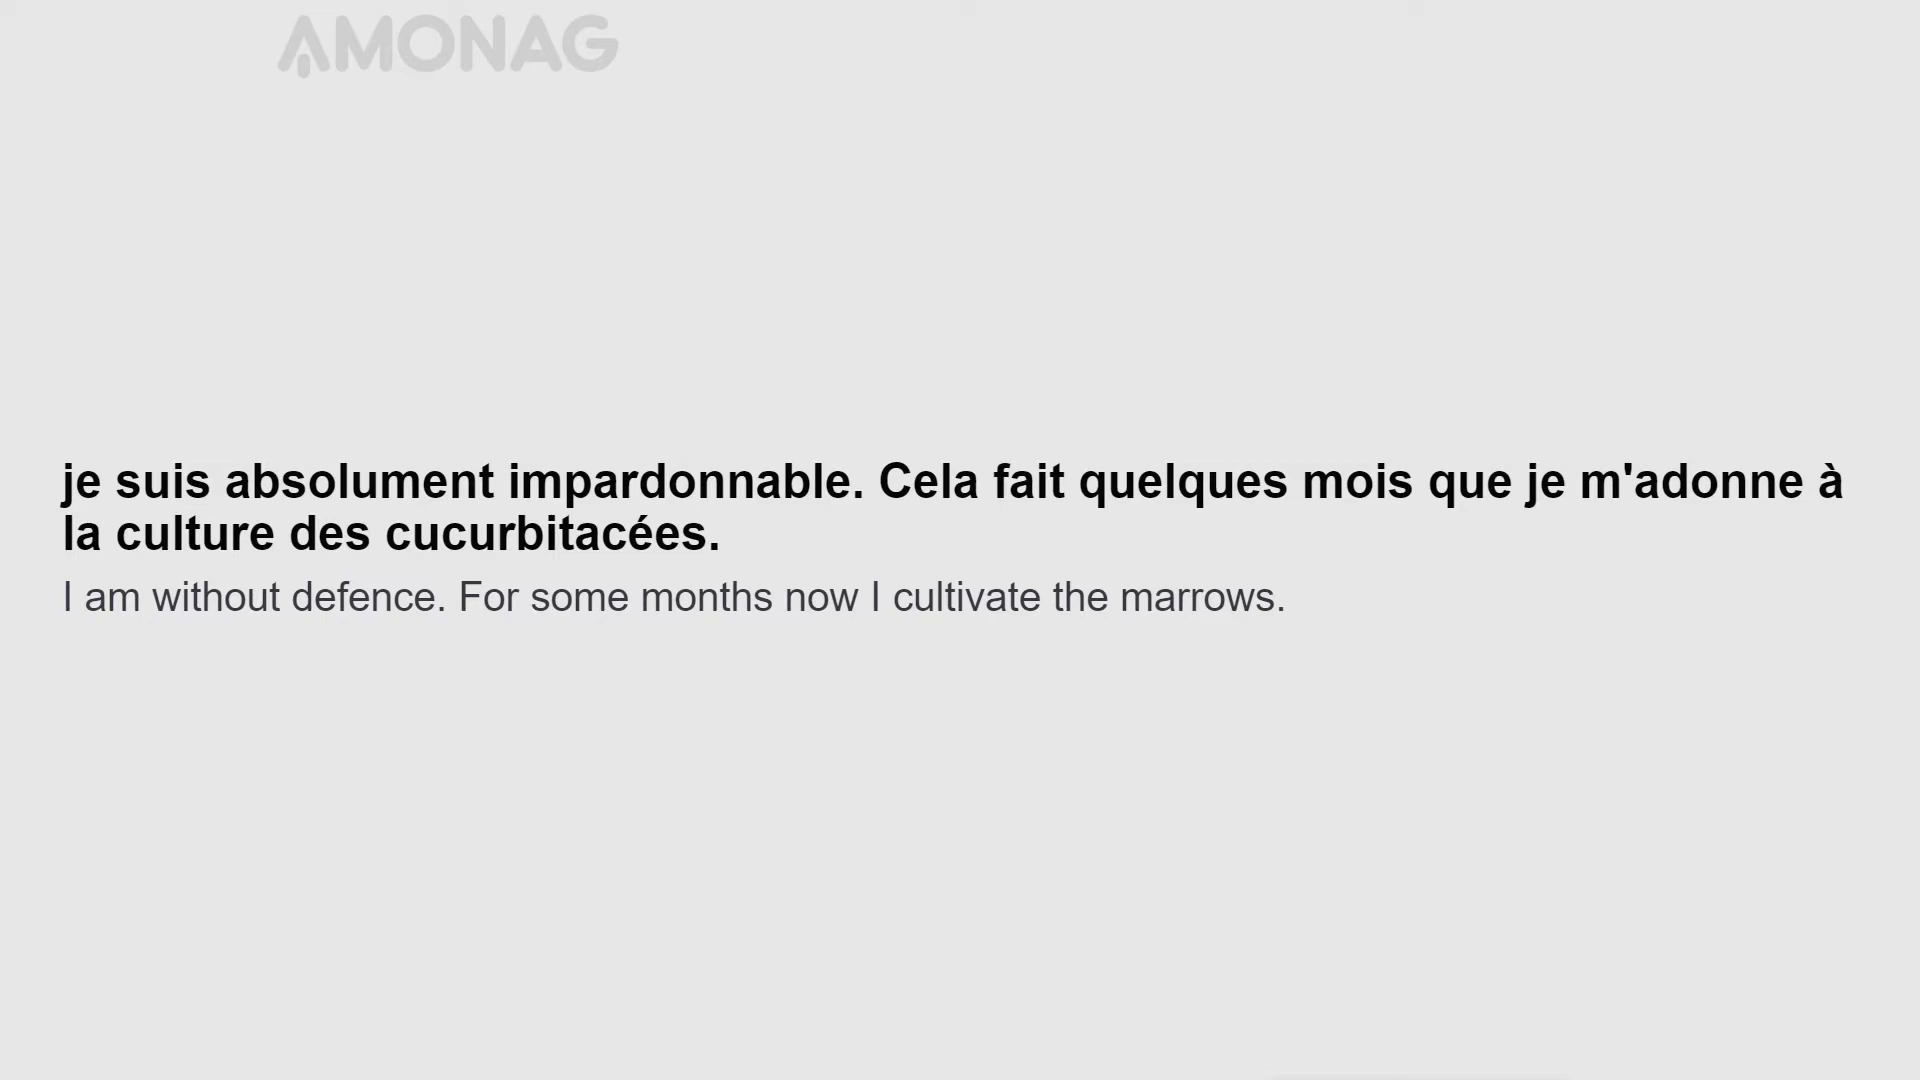 AMONAG
je suis absolument impardonnable. Cela fait quelques mois que je m'adonne à
la culture des cucurbitacées.
I am without defence. For some months now I cultivate the marrows.